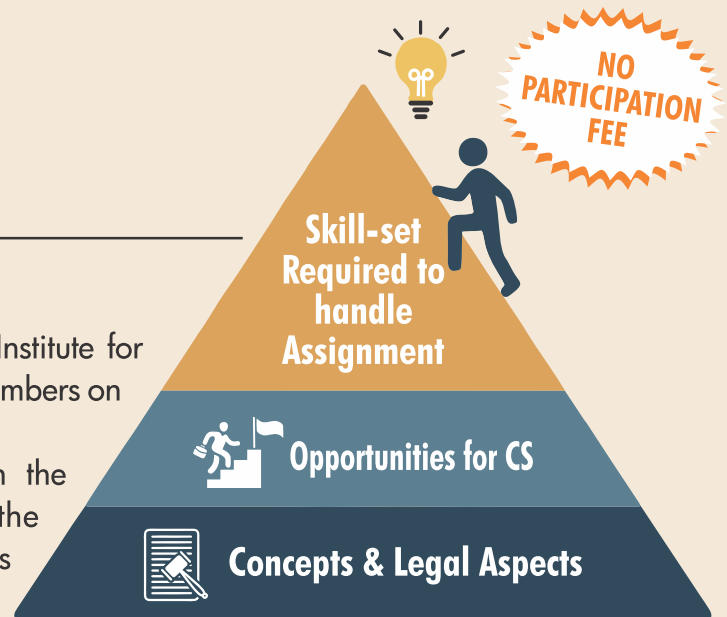 NO
PARTICIPATION
FEE
Skill-set
Required to
handle
Assignment
Institute for
mbers on
the
the
s
Opportunities for CS
Concepts & Legal Aspects